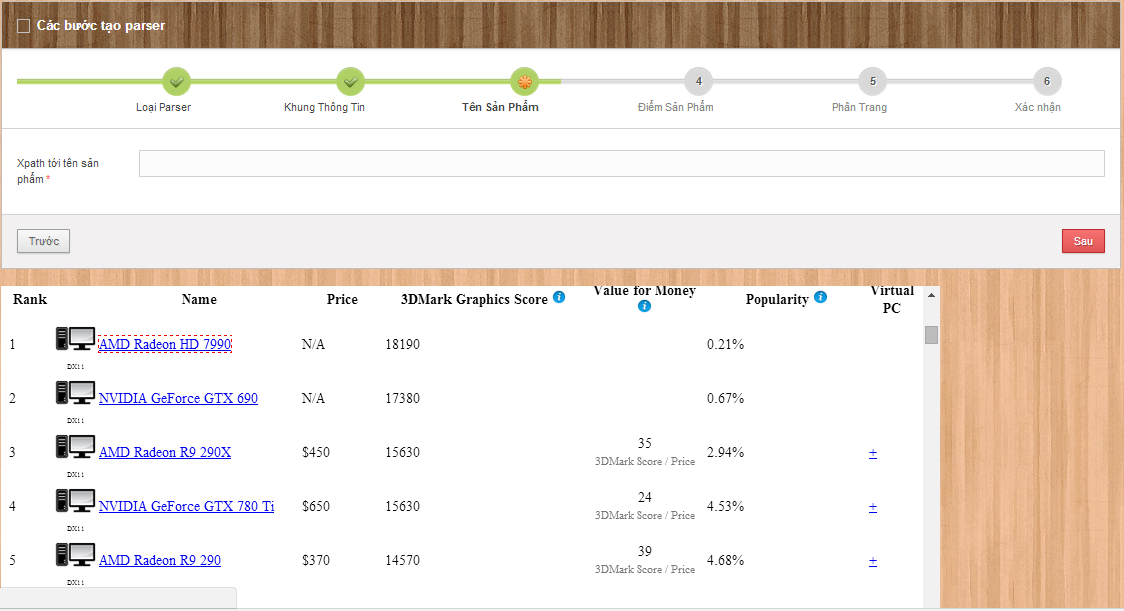 Các bước tạo parser
4 5 6
Loại Parser Khung Thông Tin Tên Sản Phẩm Điểm Sản Phẩm Phân Trang Xác nhận
Xpath tới tên sản
phẩm *
Trước Sau
Rank Name Price 3DMark Graphics Score i Value for Money i Popularity i Virtual
PC
1 AMD Radeon HD 7990 N/A 18190 0.21%
DX11
2 NVIDIA GeForce GTX 690 N/A 17380 0.67%
DX11
35
3 AMD Radeon R9 290X $450 15630 2.94% +
3DMark Score / Price
DX11
24
4 NVIDIA GeForce GTX 780 Ti $650 15630 4.53% +
3DMark Score / Price
DX11
39
5 AMD Radeon R9 290 $370 14570 4.68% +
3DMark Score / Price
DX11